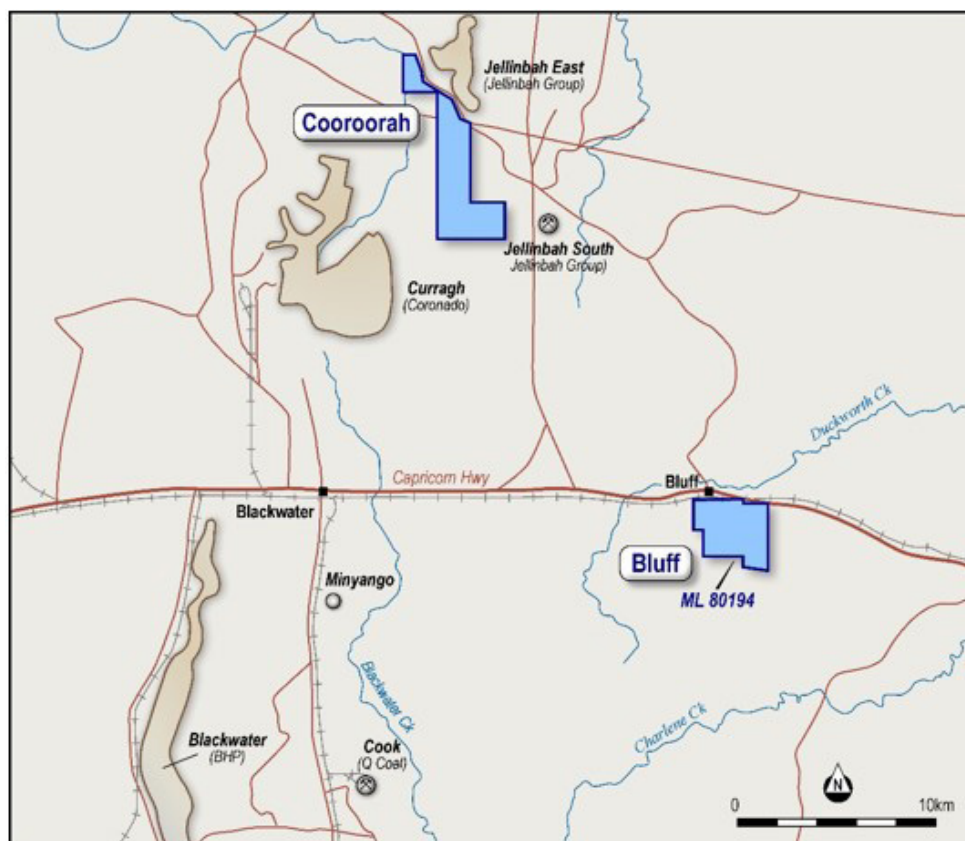 Jellinbah East
(Jellinbah Group)
Cooroorah
Jellinbah South
Jellinbah Group)
Curragh
(Coronado)
Duckworth Ck
Capricorn Hwy
Bluff
Blackwater
Bluff
ML 80194
Minyango
Blackwater Ck
Charlene Ck
Blackwater
(BHP)
Cook
(Q Coal)
N
0 10km